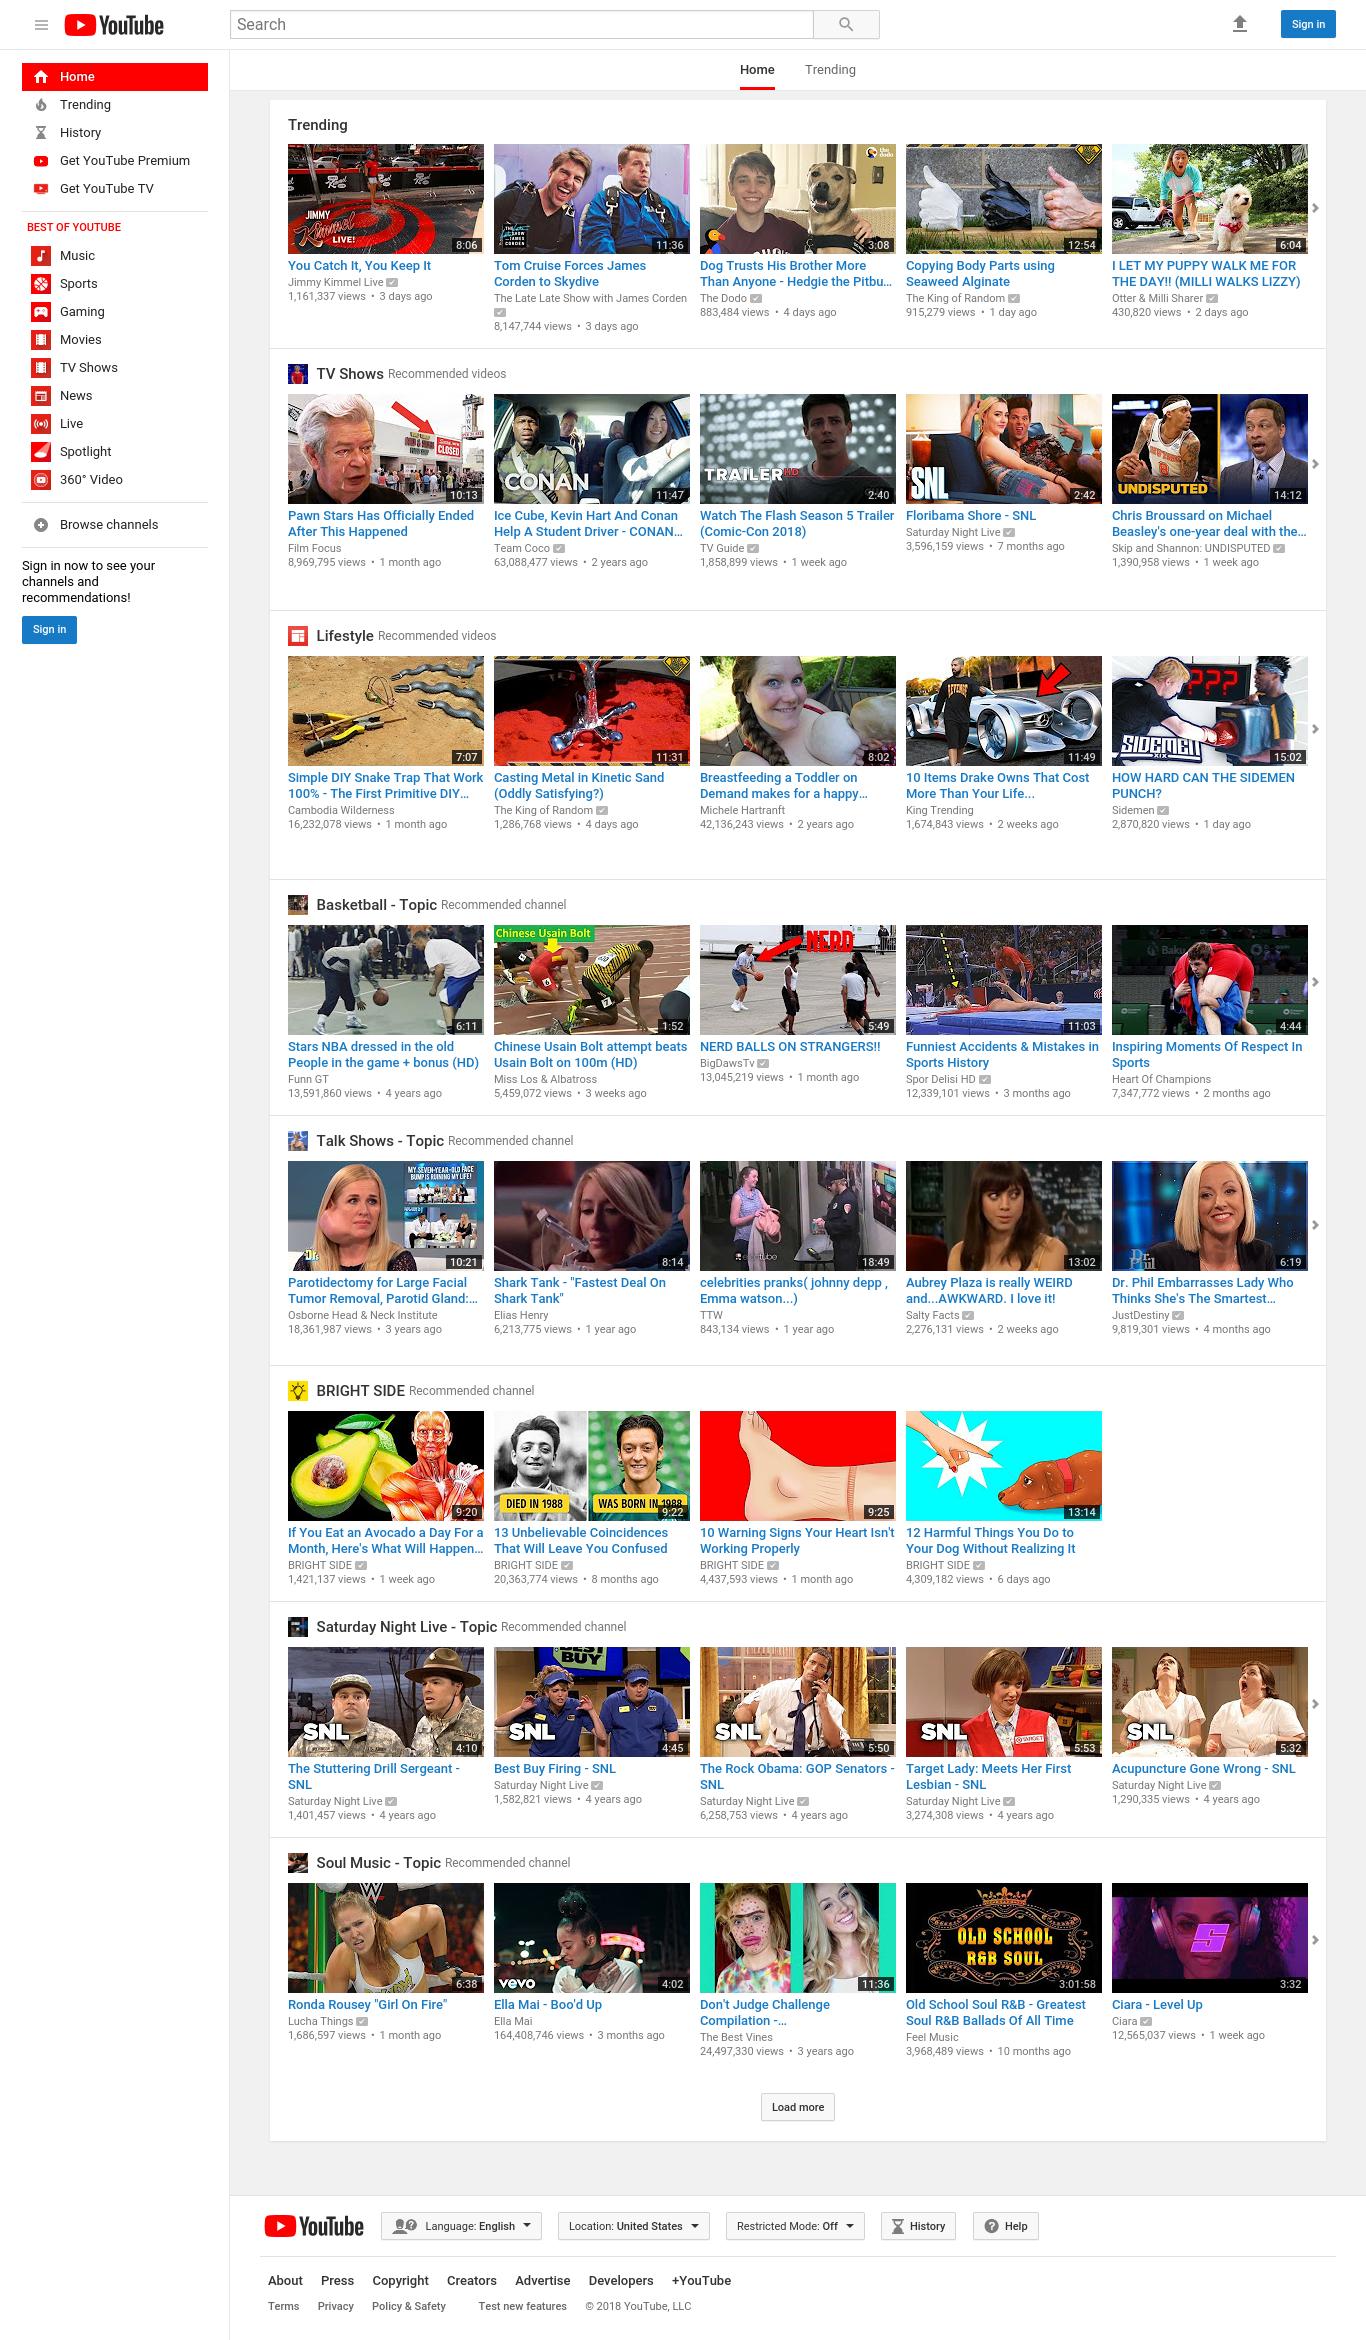 YouTube
Search
Sign in
Home
Trending
History
Get YouTube Premium
Get YouTube TV
BEST OF YOUTUBE
Music
Sports
Gaming
Movies
TV Shows
News
Live
Spotlight
360° Video
Browse channels
Sign in now to see your
channels and
recommendations!
Sign in
Home Trending
Trending
JIMMY
Kimmel
LIVE!
8:06
You Catch It, You Keep It
Jimmy Kimmel Live
1,161,337 views • 3 days ago
THE LATE LATE SHOW WITH JAMES CORDEN
11:36
Tom Cruise Forces James
Corden to Skydive
The Late Late Show with James Corden
8,147,744 views • 3 days ago
the dodo
3:08
Dog Trusts His Brother More
Than Anyone - Hedgie the Pitbu...
The Dodo
883,484 views • 4 days ago
12:54
Copying Body Parts using
Seaweed Alginate
The King of Random
915,279 views • 1 day ago
6:04
I LET MY PUPPY WALK ME FOR
THE DAY!! (MILLI WALKS LIZZY)
Otter & Milli Sharer
430,820 views • 2 days ago
TV Shows Recommended videos
CLOSED
10:13
Pawn Stars Has Officially Ended
After This Happened
Film Focus
8,969,795 views • 1 month ago
CONAN
11:47
Ice Cube, Kevin Hart And Conan
Help A Student Driver - CONAN...
Team Coco
63,088,477 views • 2 years ago
TRAILER HD
2:40
Watch The Flash Season 5 Trailer
(Comic-Con 2018)
TV Guide
1,858,899 views • 1 week ago
SNL
2:42
Floribama Shore - SNL
Saturday Night Live
3,596,159 views • 7 months ago
UNDISPUTED
14:12
Chris Broussard on Michael
Beasley's one-year deal with the...
Skip and Shannon: UNDISPUTED
1,390,958 views • 1 week ago
Lifestyle Recommended videos
7:07
Simple DIY Snake Trap That Work
100% - The First Primitive DIY...
Cambodia Wilderness
16,232,078 views • 1 month ago
11:31
Casting Metal in Kinetic Sand
(Oddly Satisfying?)
The King of Random
1,286,768 views • 4 days ago
8:02
Breastfeeding a Toddler on
Demand makes for a happy...
Michele Hartranft
42,136,243 views • 2 years ago
REVENGE
11:49
10 Items Drake Owns That Cost
More Than Your Life...
King Trending
1,674,843 views • 2 weeks ago
???
SIDEMEN
XIX
15:02
HOW HARD CAN THE SIDEMEN
PUNCH?
Sidemen
2,870,820 views • 1 day ago
Basketball - Topic Recommended channel
6:11
Stars NBA dressed in the old
People in the game + bonus (HD)
Funn GT
13,591,860 views • 4 years ago
Chinese Usain Bolt
1:52
Chinese Usain Bolt attempt beats
Usain Bolt on 100m (HD)
Miss Los & Albatross
5,459,072 views • 3 weeks ago
NERD
5:49
NERD BALLS ON STRANGERS!!
BigDawsTv
13,045,219 views • 1 month ago
11:03
Funniest Accidents & Mistakes in
Sports History
Spor Delisi HD
12,339,101 views • 3 months ago
Baku
4:44
Inspiring Moments Of Respect In
Sports
Heart Of Champions
7,347,772 views • 2 months ago
Talk Shows - Topic Recommended channel
MY SEVEN-YEAR-OLD FACE
BUMP IS RUINING MY LIFE!
10:21
Parotidectomy for Large Facial
Tumor Removal, Parotid Gland:...
Osborne Head & Neck Institute
18,361,987 views • 3 years ago
8:14
Shark Tank - "Fastest Deal On
Shark Tank"
Elias Henry
6,213,775 views • 1 year ago
18:49
celebrities pranks( johnny depp ,
Emma watson...)
TTW
843,134 views • 1 year ago
13:02
Aubrey Plaza is really WEIRD
and...AWKWARD. I love it!
Salty Facts
2,276,131 views • 2 weeks ago
Dr. Phil
6:19
Dr. Phil Embarrasses Lady Who
Thinks She's The Smartest...
JustDestiny
9,819,301 views • 4 months ago
BRIGHT SIDE Recommended channel
9:20
If You Eat an Avocado a Day For a
Month, Here's What Will Happen...
BRIGHT SIDE
1,421,137 views • 1 week ago
DIED IN 1988
WAS BORN IN 1988
9:22
13 Unbelievable Coincidences
That Will Leave You Confused
BRIGHT SIDE
20,363,774 views • 8 months ago
9:25
10 Warning Signs Your Heart Isn't
Working Properly
BRIGHT SIDE
4,437,593 views • 1 month ago
13:14
12 Harmful Things You Do to
Your Dog Without Realizing It
BRIGHT SIDE
4,309,182 views • 6 days ago
Saturday Night Live - Topic Recommended channel
SNL
4:10
The Stuttering Drill Sergeant -
SNL
Saturday Night Live
1,401,457 views • 4 years ago
BEST BUY
SNL
4:45
Best Buy Firing - SNL
Saturday Night Live
1,582,821 views • 4 years ago
SNL
5:50
The Rock Obama: GOP Senators -
SNL
Saturday Night Live
6,258,753 views • 4 years ago
SNL
TARGET
5:53
Target Lady: Meets Her First
Lesbian - SNL
Saturday Night Live
3,274,308 views • 4 years ago
SNL
5:32
Acupuncture Gone Wrong - SNL
Saturday Night Live
1,290,335 views • 4 years ago
Soul Music - Topic Recommended channel
6:38
Ronda Rousey "Girl On Fire"
Lucha Things
1,686,597 views • 1 month ago
vevo
4:02
Ella Mai - Boo'd Up
Ella Mai
164,408,746 views • 3 months ago
11:36
Don't Judge Challenge
Compilation -...
The Best Vines
24,497,330 views • 3 years ago
OLD SCHOOL
R&B SOUL
3:01:58
Old School Soul R&B - Greatest
Soul R&B Ballads Of All Time
Feel Music
3,968,489 views • 10 months ago
3:32
Ciara - Level Up
Ciara
12,565,037 views • 1 week ago
Load more
YouTube Language: English Location: United States Restricted Mode: Off History Help
About Press Copyright Creators Advertise Developers +YouTube
Terms Privacy Policy & Safety Test new features © 2018 YouTube, LLC